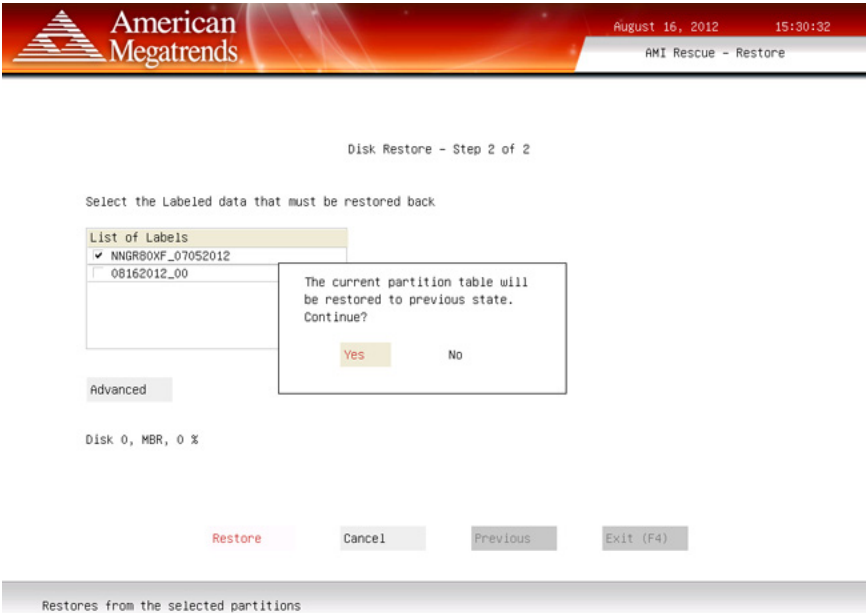 American
Megatrends
August 16, 2012 15:30:32
AMI Rescue - Restore
Disk Restore - Step 2 of 2
Select the Labeled data that must be restored back
List of Labels
NNGR80XF_07052012
08162012_00
The current partition table will
be restored to previous state.
Continue?
Yes No
Advanced
Disk 0, MBR, 0 %
Restore Cancel Previous Exit (F4)
Restores from the selected partitions